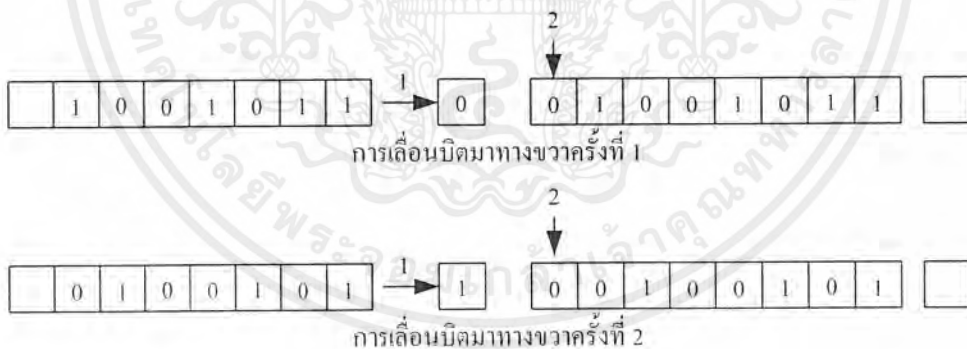 2
1 0 0 1 0 1 1 1 0 0 1 0 0 1 0 1 1
การเลื่อนบิตมาทางขวาครั้งที่ 1
2
0 1 0 0 1 0 1 1 1 0 0 1 0 0 1 0 1
การเลื่อนบิตมาทางขวาครั้งที่ 2